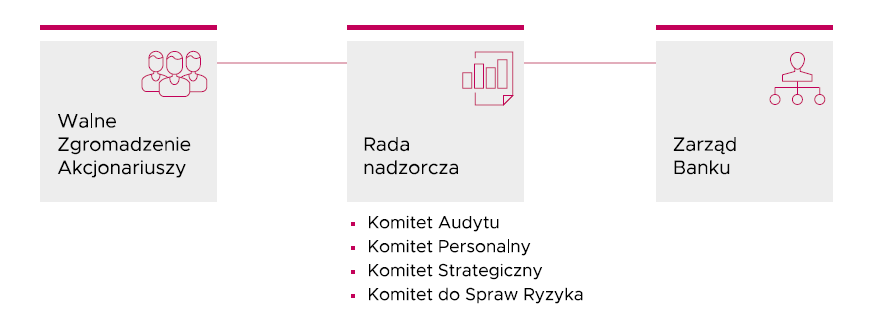 Walne
Zgromadzenie
Akcjonariuszy
Rada
nadzorcza
Komitet Audytu
Komitet Personalny
Komitet Strategiczny
Komitet do Spraw Ryzyka
Zarząd
Banku